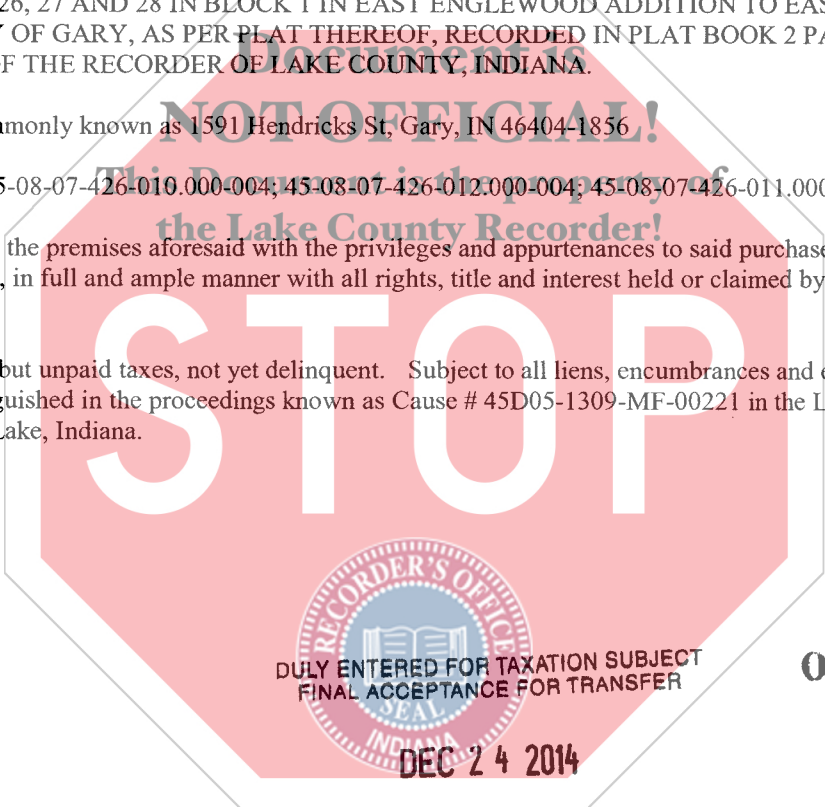 26, 27 AND 28 IN BLOCK 1 IN EAST ENGLEWOOD ADDITION TO EAS
OF GARY, AS PER PLAT THEREOF, RECORDED IN PLAT BOOK 2 PA
F THE RECORDER OF LAKE COUNTY, INDIANA.
Document is
NOT OFFICIAL!
mmonly known as 1591 Hendricks St, Gary, IN 46404-1856
This Document is the property of
the Lake County Recorder!
5-08-07-426-010.000-004; 45-08-07-426-012.000-004; 45-08-07-426-011.000
the premises aforesaid with the privileges and appurtenances to said purchase
, in full and ample manner with all rights, title and interest held or claimed by
STOP
but unpaid taxes, not yet delinquent. Subject to all liens, encumbrances and e
guished in the proceedings known as Cause # 45D05-1309-MF-00221 in the L
Lake, Indiana.
RECORDER'S OFFICE
SEAL
INDIANA
DULY ENTERED FOR TAXATION SUBJECT
FINAL ACCEPTANCE FOR TRANSFER
DEC 24 2014